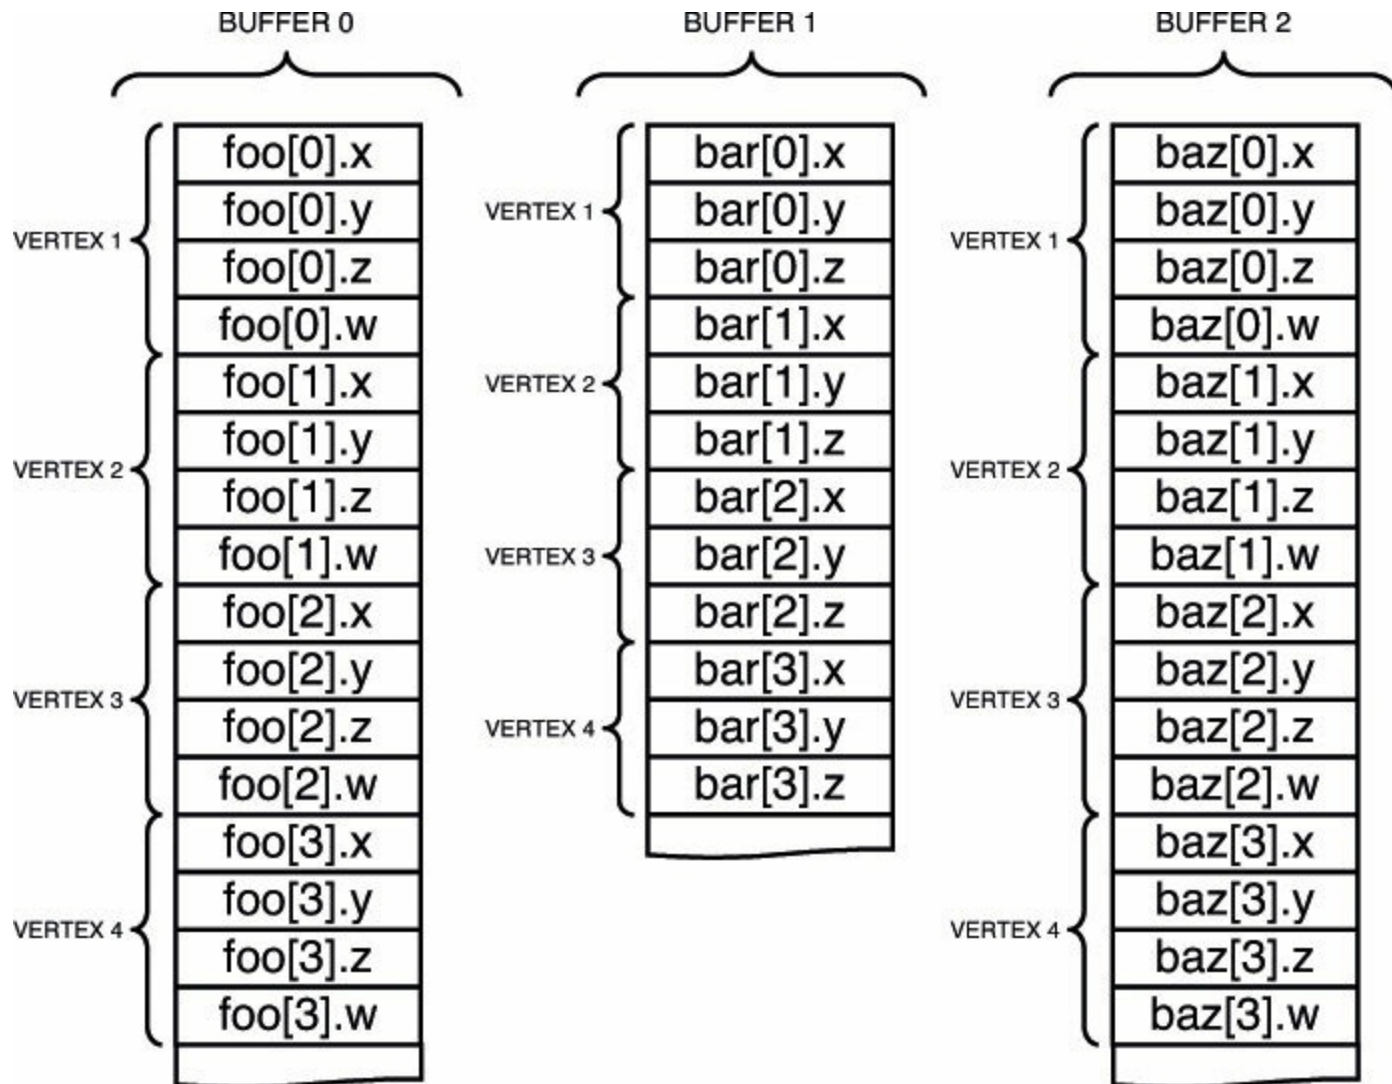 BUFFER 0
VERTEX 1
foo[0].x
foo[0].y
foo[0].z
foo[0].w
VERTEX 2
foo[1].x
foo[1].y
foo[1].z
foo[1].w
VERTEX 3
foo[2].x
foo[2].y
foo[2].z
foo[2].w
VERTEX 4
foo[3].x
foo[3].y
foo[3].z
foo[3].w
BUFFER 1
VERTEX 1
bar[0].x
bar[0].y
bar[0].z
VERTEX 2
bar[1].x
bar[1].y
bar[1].z
VERTEX 3
bar[2].x
bar[2].y
bar[2].z
VERTEX 4
bar[3].x
bar[3].y
bar[3].z
BUFFER 2
VERTEX 1
baz[0].x
baz[0].y
baz[0].z
baz[0].w
VERTEX 2
baz[1].x
baz[1].y
baz[1].z
baz[1].w
VERTEX 3
baz[2].x
baz[2].y
baz[2].z
baz[2].w
VERTEX 4
baz[3].x
baz[3].y
baz[3].z
baz[3].w